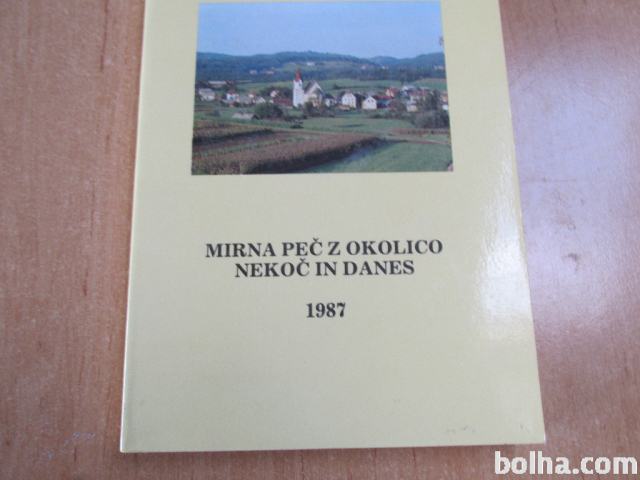 MIRNA PEČ Z OKOLICO
NEKOČ IN DANES
1987
bolha.com